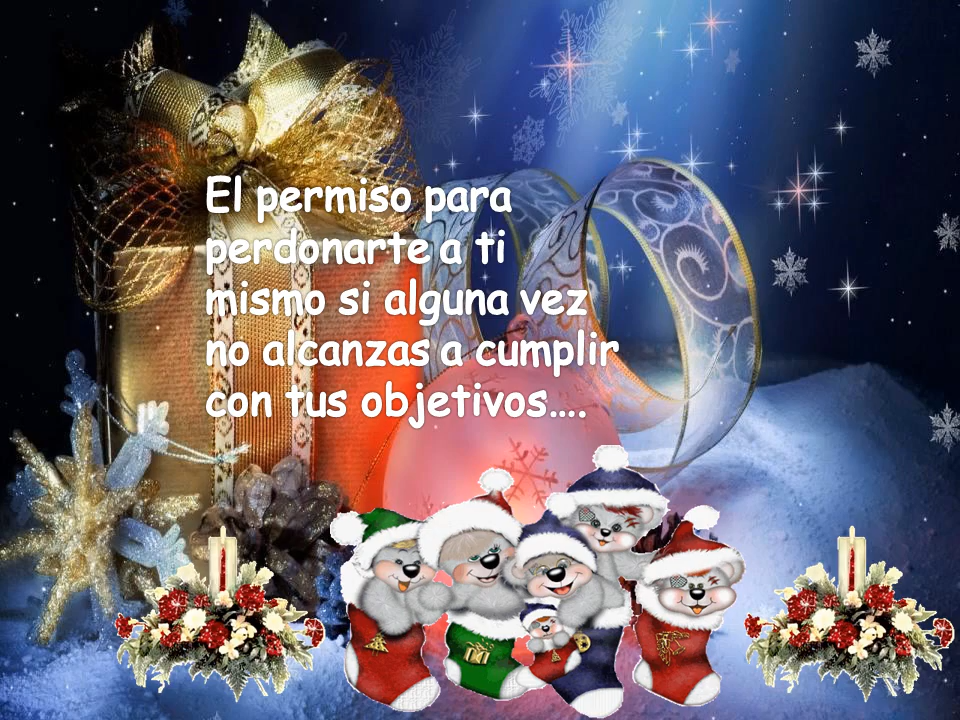 El permiso para
perdonarte a ti
mismo si alguna vez
no alcanzas a cumplir
con tus objetivos....